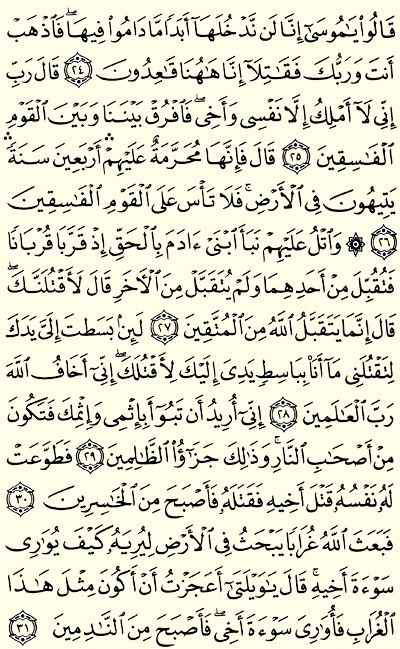 قَالُوا۟ يَٰمُوسَىٰٓ إِنَّا لَن نَّدْخُلَهَآ أَبَدًا مَّا دَامُوا۟ فِيهَا ۖ فَٱذْهَبْ
أَنتَ وَرَبُّكَ فَقَٰتِلَآ إِنَّا هَٰهُنَا قَٰعِدُونَ ﴿٢٤﴾ قَالَ رَبِّ
إِنِّى لَآ أَمْلِكُ إِلَّا نَفْسِى وَأَخِى ۖ فَٱفْرُقْ بَيْنَنَا وَبَيْنَ ٱلْقَوْمِ
ٱلْفَٰسِقِينَ ﴿٢٥﴾ قَالَ فَإِنَّهَا مُحَرَّمَةٌ عَلَيْهِمْ ۛ أَرْبَعِينَ سَنَةً ۛ
يَتِيهُونَ فِى ٱلْأَرْضِ ۚ فَلَا تَأْسَ عَلَى ٱلْقَوْمِ ٱلْفَٰسِقِينَ
﴿٢٦﴾ ۞ وَٱتْلُ عَلَيْهِمْ نَبَأَ ٱبْنَىْ ءَادَمَ بِٱلْحَقِّ إِذْ قَرَّبَا قُرْبَانًا
فَتُقُبِّلَ مِنْ أَحَدِهِمَا وَلَمْ يُتَقَبَّلْ مِنَ ٱلْءَاخَرِ قَالَ لَأَقْتُلَنَّكَ ۖ
قَالَ إِنَّمَا يَتَقَبَّلُ ٱللَّهُ مِنَ ٱلْمُتَّقِينَ ﴿٢٧﴾ لَئِنۢ بَسَطتَ إِلَىَّ يَدَكَ
لِتَقْتُلَنِى مَآ أَنَا۠ بِبَاسِطٍ يَدِىَ إِلَيْكَ لِأَقْتُلَكَ ۖ إِنِّىٓ أَخَافُ ٱللَّهَ
رَبَّ ٱلْعَٰلَمِينَ ﴿٢٨﴾ إِنِّىٓ أُرِيدُ أَن تَبُوٓأَ بِإِثْمِى وَإِثْمِكَ فَتَكُونَ
مِنْ أَصْحَٰبِ ٱلنَّارِ ۚ وَذَٰلِكَ جَزَٰٓؤُا۟ ٱلظَّٰلِمِينَ ﴿٢٩﴾ فَطَوَّعَتْ
لَهُۥ نَفْسُهُۥ قَتْلَ أَخِيهِ فَقَتَلَهُۥ فَأَصْبَحَ مِنَ ٱلْخَٰسِرِينَ ﴿٣٠﴾
فَبَعَثَ ٱللَّهُ غُرَابًا يَبْحَثُ فِى ٱلْأَرْضِ لِيُرِيَهُۥ كَيْفَ يُوَٰرِى
سَوْءَةَ أَخِيهِ ۚ قَالَ يَٰوَيْلَتَىٰٓ أَعَجَزْتُ أَنْ أَكُونَ مِثْلَ هَٰذَا
ٱلْغُرَابِ فَأُوَٰرِىَ سَوْءَةَ أَخِى ۖ فَأَصْبَحَ مِنَ ٱلنَّٰدِمِينَ ﴿٣١﴾